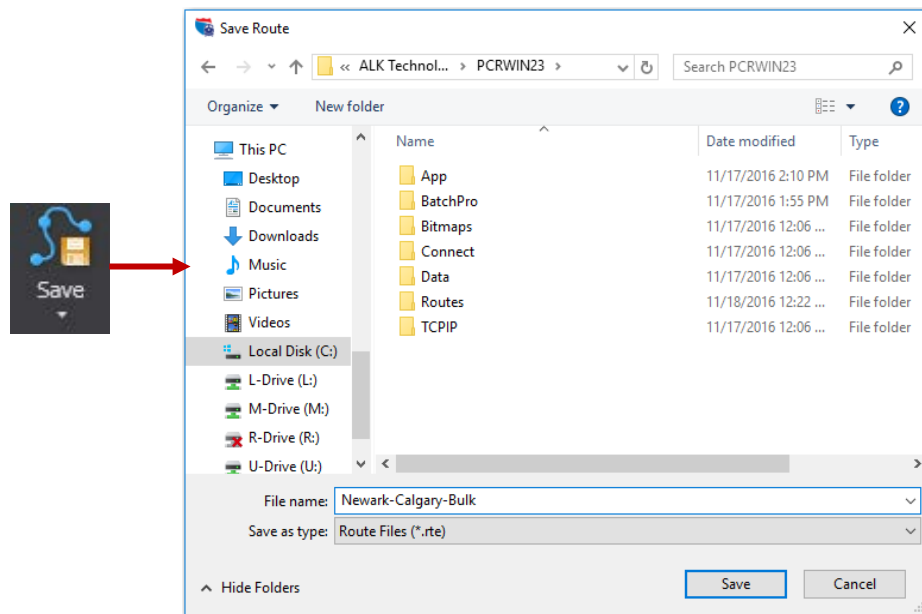 Save Route
« ALK Technol... > PCRWIN23 >
Search PCRWIN23
Organize
New folder
?
This PC
Desktop
Documents
Downloads
Music
Pictures
Videos
Local Disk (C:)
L-Drive (L:)
M-Drive (M:)
R-Drive (R:)
U-Drive (U:)
Name Date modified Type
App 11/17/2016 2:10 PM File folder
BatchPro 11/17/2016 1:55 PM File folder
Bitmaps 11/17/2016 12:06 ... File folder
Connect 11/17/2016 12:06 ... File folder
Data 11/17/2016 12:06 ... File folder
Routes 11/18/2016 12:22 ... File folder
TCPIP 11/17/2016 12:06 ... File folder
Save
File name: Newark-Calgary-Bulk
Save as type: Route Files (*.rte)
Hide Folders
Save
Cancel